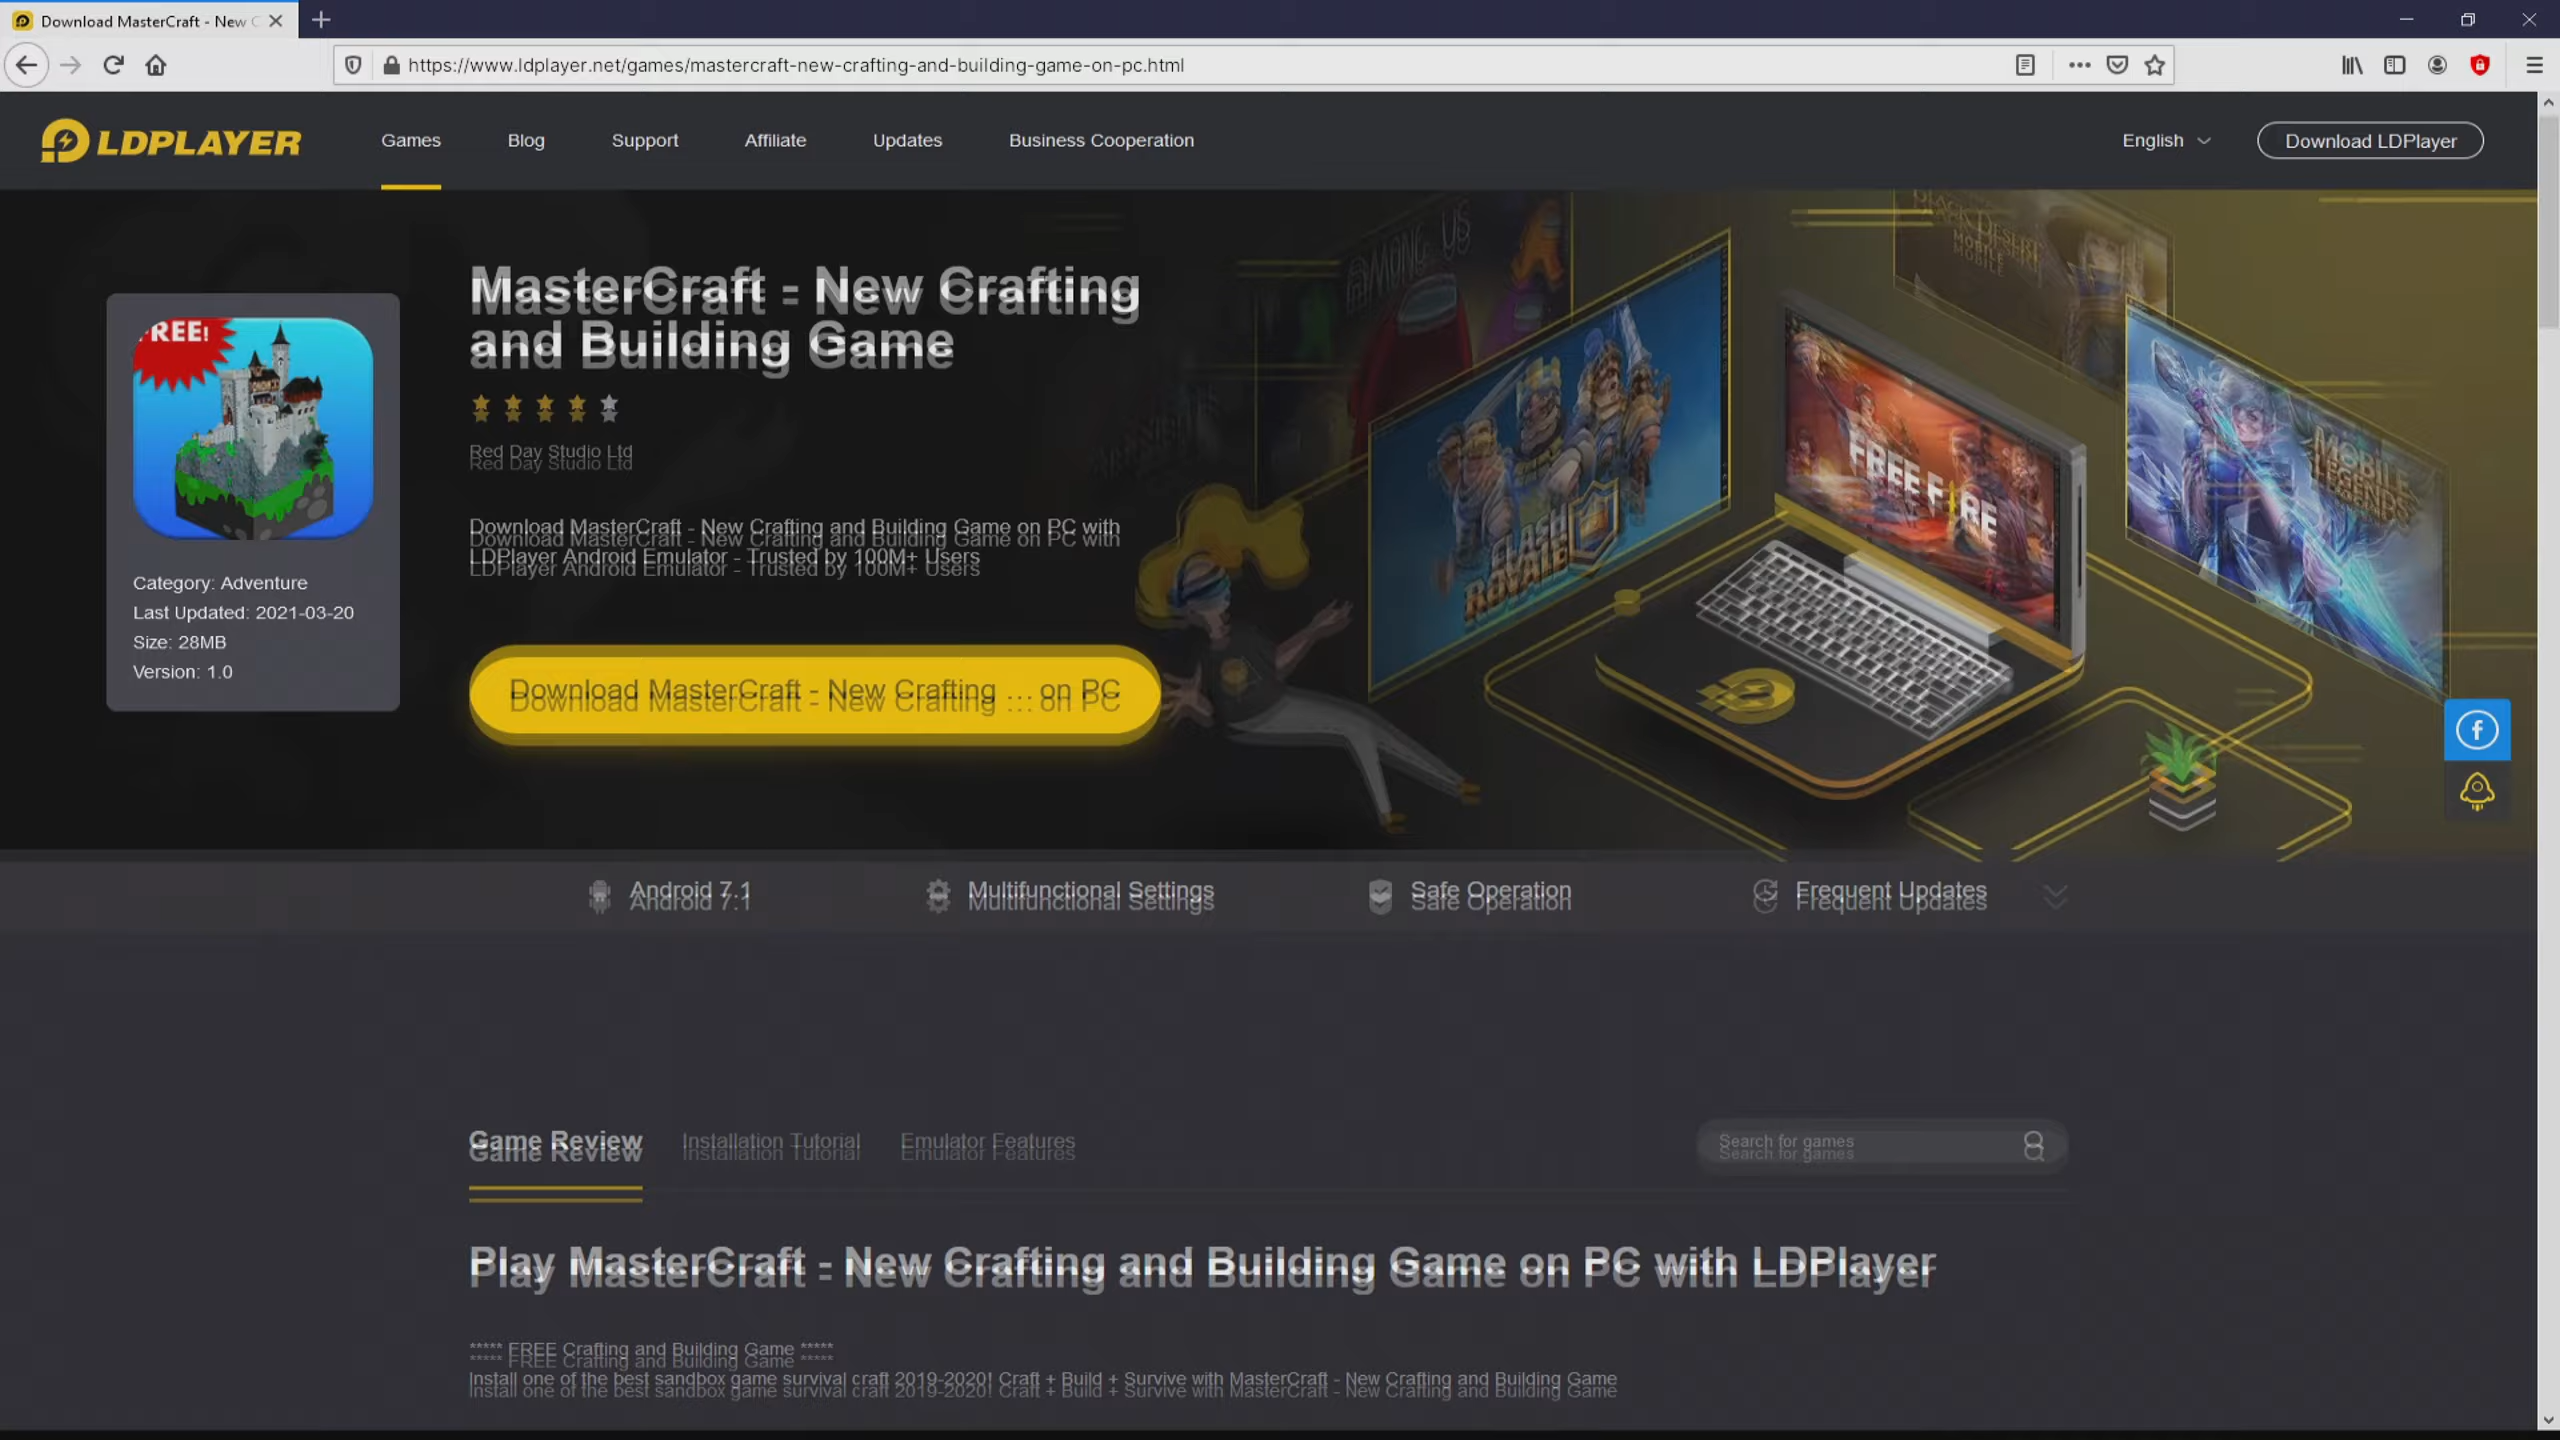 Download MasterCraft - New C
https://www.ldplayer.net/games/mastercraft-new-crafting-and-building-game-on-pc.html
LDPLAYER
Games
Blog
Support
Affiliate
Updates
Business Cooperation
English
Download LDPlayer
FREE!
Category: Adventure
Last Updated: 2021-03-20
Size: 28MB
Version: 1.0
MasterCraft - New Crafting
and Building Game
Red Day Studio Ltd
Download MasterCraft - New Crafting and Building Game on PC with
LDPlayer Android Emulator - Trusted by 100M+ Users
Download MasterCraft - New Crafting ... on PC
AMONG US
CLASH
ROYALE
FREE FIRE
BLACK DESERT
MOBILE
MOBILE
LEGENDS
Android 7.1
Multifunctional Settings
Safe Operation
Frequent Updates
Game Review
Installation Tutorial
Emulator Features
Search for games
Play MasterCraft - New Crafting and Building Game on PC with LDPlayer
***** FREE Crafting and Building Game *****
Install one of the best sandbox game survival craft 2019-2020! Craft + Build + Survive with MasterCraft - New Crafting and Building Game